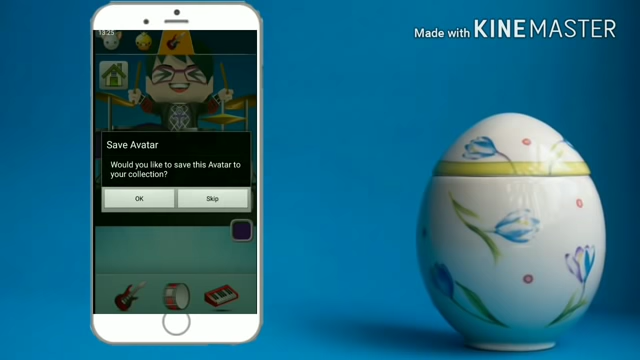 13:25
Made with KINEMASTER
Save Avatar
Would you like to save this Avatar to
your collection?
OK
Skip